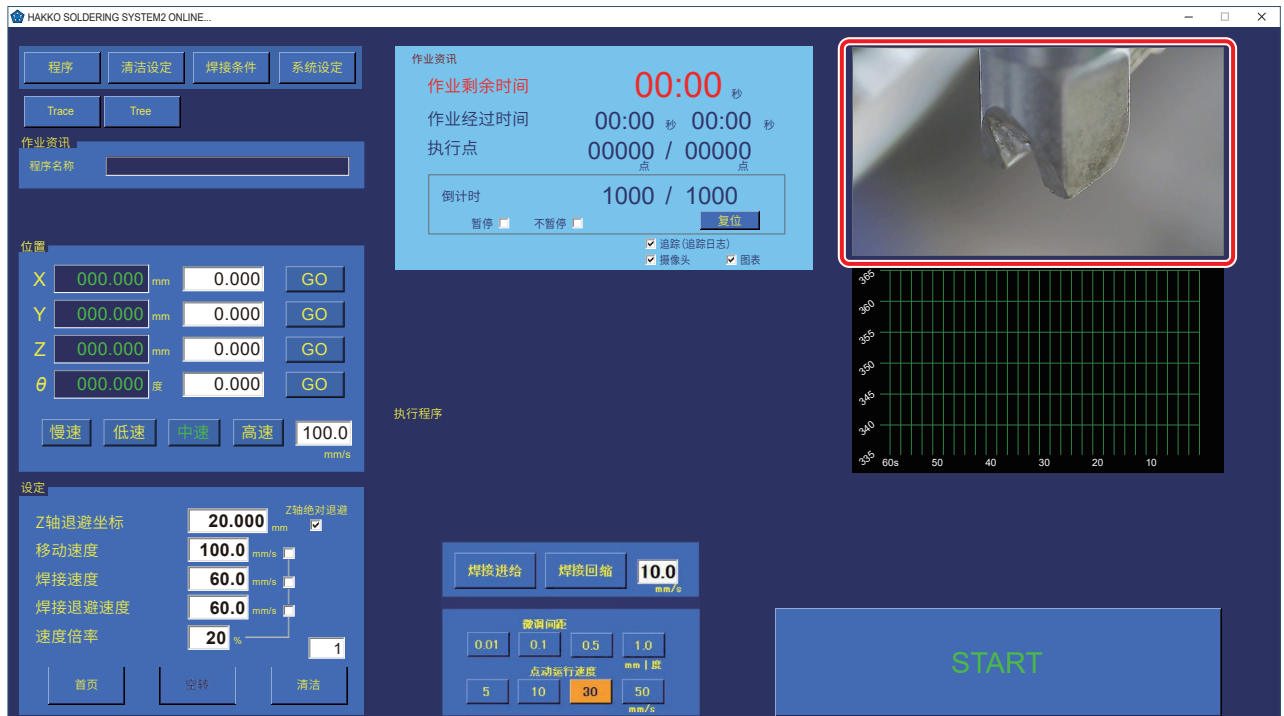 HAKKO SOLDERING SYSTEM2 ONLINE...
程序 清洁设定 焊接条件 系统设定
Trace Tree
作业资讯
程序名称
位置
X 000.000 mm 0.000 GO
Y 000.000 mm 0.000 GO
Z 000.000 mm 0.000 GO
θ 000.000 度 0.000 GO
慢速 低速 中速 高速 100.0
mm/s
设定
Z轴退避坐标 20.000 mm Z轴绝对退避
移动速度 100.0 mm/s
焊接速度 60.0 mm/s
焊接退避速度 60.0 mm/s
速度倍率 20 %
1
首页 空转 清洁
作业资讯
作业剩余时间 00:00 秒
作业经过时间 00:00 秒 00:00 秒
执行点 00000 / 00000
点 点
倒计时 1000 / 1000
暂停 不暂停 复位
追踪(追踪日志)
摄像头 图表
执行程序
焊接进给 焊接回缩 10.0
mm/s
微调间距
0.01 0.1 0.5 1.0
mm | 度
点动运行速度
5 10 30 50
mm/s
365
360
355
350
345
340
335
60s 50 40 30 20 10
START